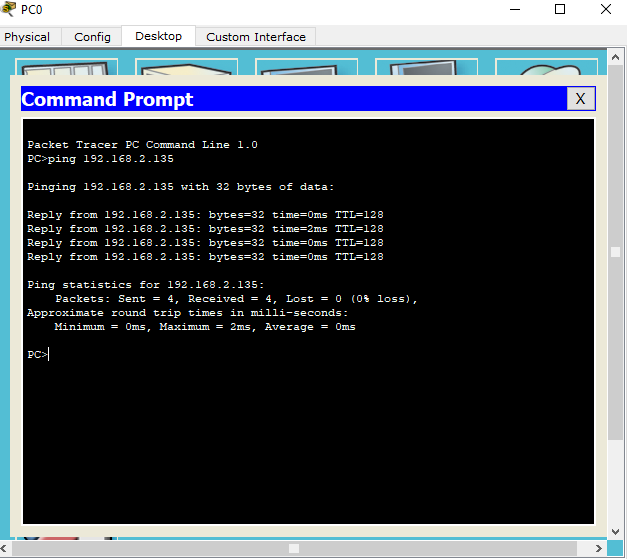 PC0
Physical Config Desktop Custom Interface
Command Prompt X
Packet Tracer PC Command Line 1.0
PC>ping 192.168.2.135
Pinging 192.168.2.135 with 32 bytes of data:
Reply from 192.168.2.135: bytes=32 time=0ms TTL=128
Reply from 192.168.2.135: bytes=32 time=2ms TTL=128
Reply from 192.168.2.135: bytes=32 time=0ms TTL=128
Reply from 192.168.2.135: bytes=32 time=0ms TTL=128
Ping statistics for 192.168.2.135:
Packets: Sent = 4, Received = 4, Lost = 0 (0% loss),
Approximate round trip times in milli-seconds:
Minimum = 0ms, Maximum = 2ms, Average = 0ms
PC>